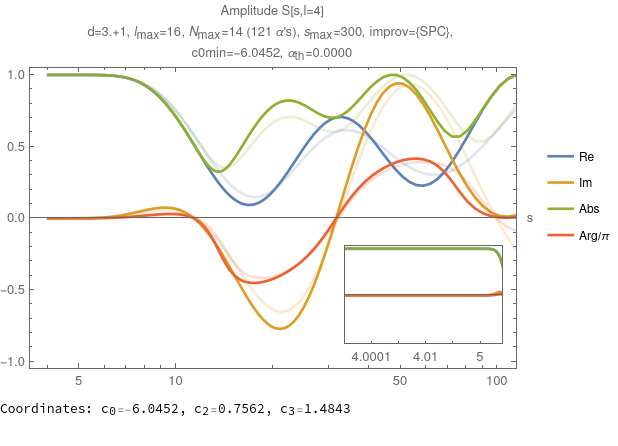 Amplitude S[s,l=4]
d=3.+1, lmax=16, Nmax=14 (121 α's), smax=300, improv={SPC},
c0min=-6.0452, αth=0.0000
1.0
0.5
0.0
-0.5
-1.0
s
Re
Im
Abs
Arg/π
4.0001 4.01 5
5 10 50 100
Coordinates: c0=-6.0452, c2=0.7562, c3=1.4843